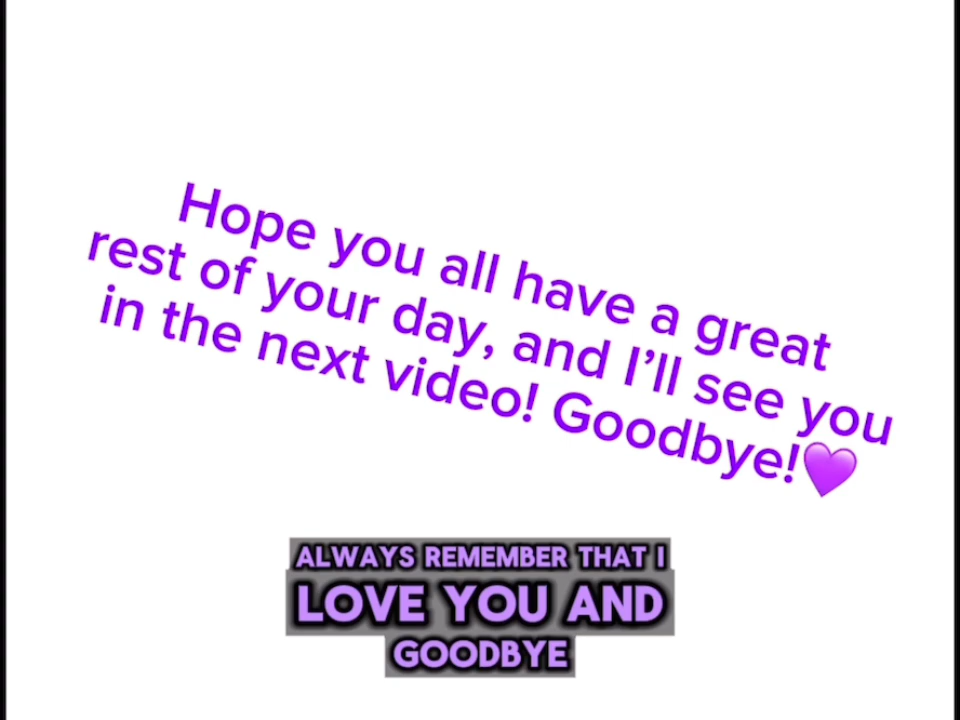 Hope you all have a great
rest of your day, and I’ll see you
in the next video! Goodbye!💜
ALWAYS REMEMBER THAT I
LOVE YOU AND
GOODBYE